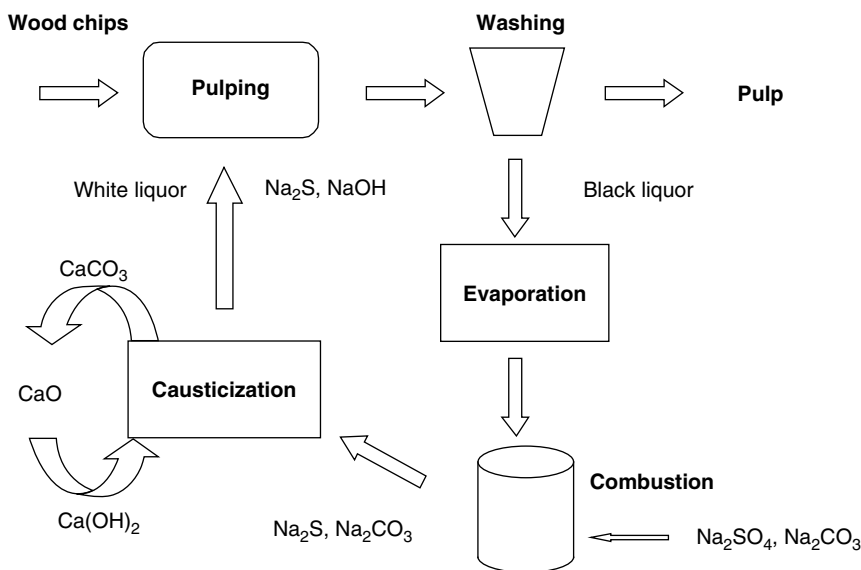 Wood chips
Washing
Pulping
Pulp
White liquor
Na₂S, NaOH
Black liquor
CaCO₃
Evaporation
CaO
Causticization
Combustion
Ca(OH)₂
Na₂S, Na₂CO₃
Na₂SO₄, Na₂CO₃